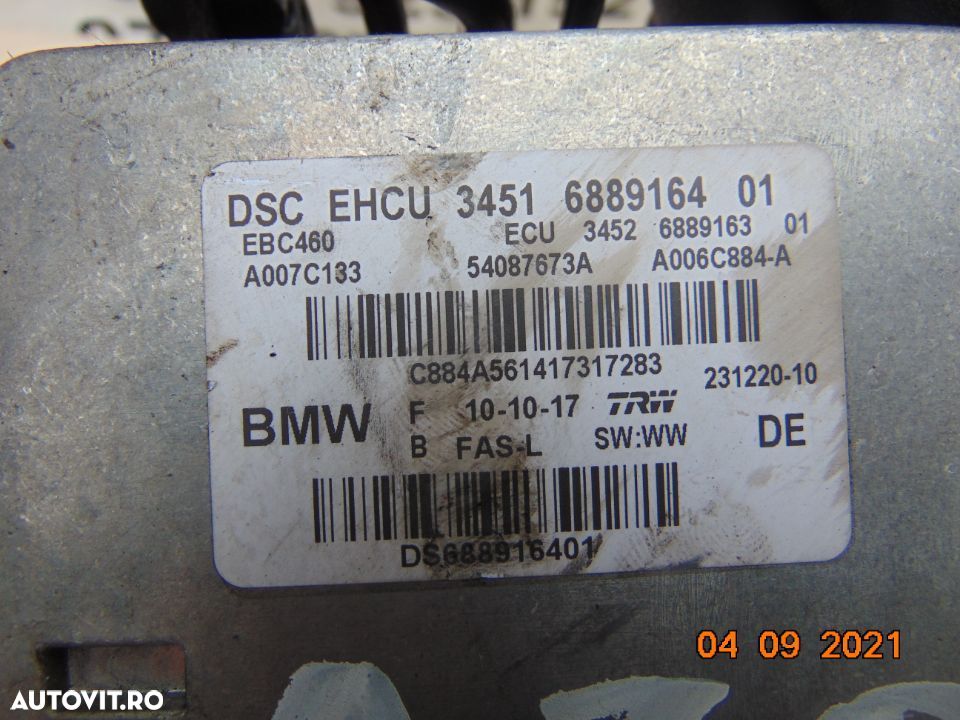 DSC EHCU 3451 6889164 01
EBC460 ECU 3452 6889163 01
A007C133 54087673A A006C884-A
C884A561417317283 231220-10
BMW F 10-10-17 TRW DE
B FAS-L SW:WW
DS688916401
04 09 2021
AUTOVIT.RO